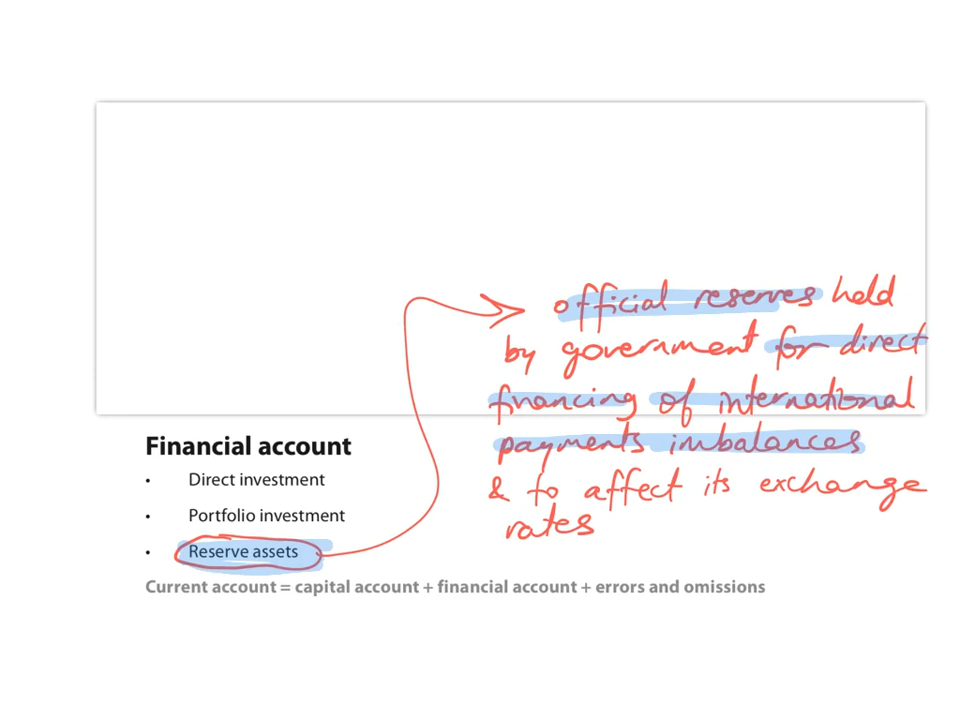 official reserves held
by government for direct
financing of international
payments imbalances
& to affect its exchange
rates
Financial account
• Direct investment
• Portfolio investment
• Reserve assets
Current account = capital account + financial account + errors and omissions